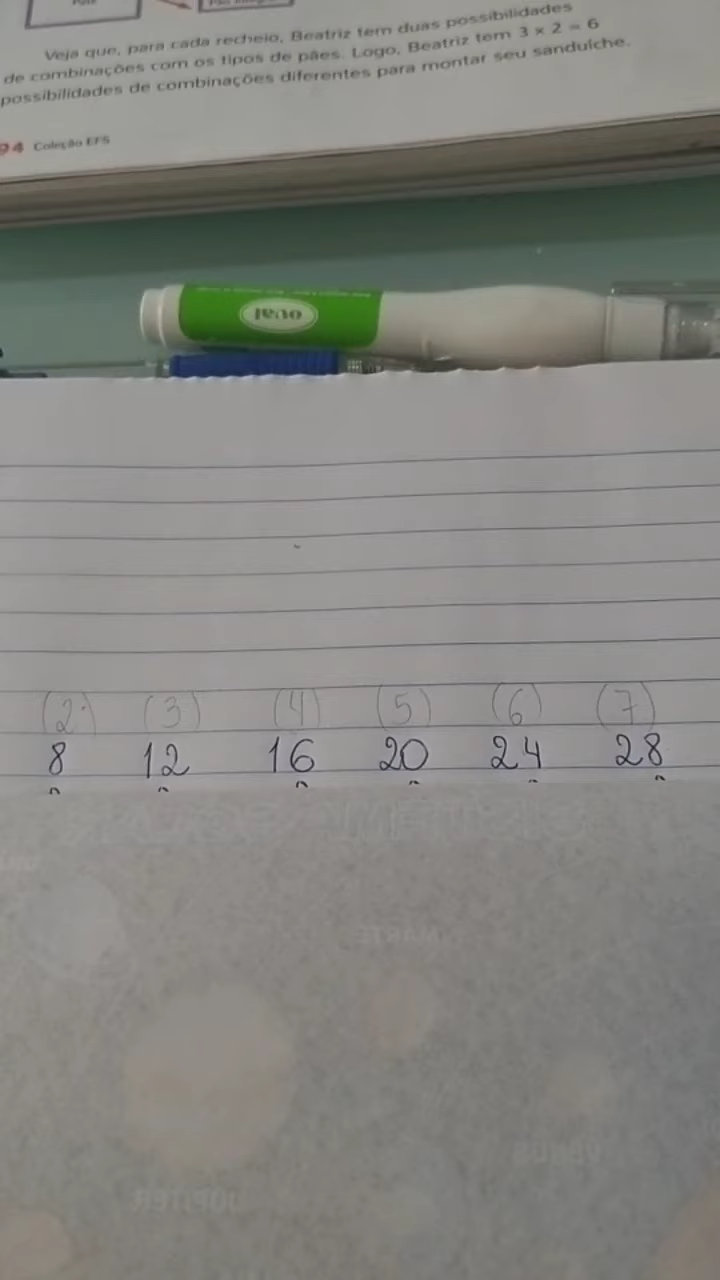 Veja que, para cada recheio, Beatriz tem duas possibilidades
de combinações com os tipos de pães. Logo, Beatriz tem 3 × 2 = 6
possibilidades de combinações diferentes para montar seu sanduíche.
94 Coleção EFS
(2) (3) (4) (5) (6) (7)
8 12 16 20 24 28
JUPITER